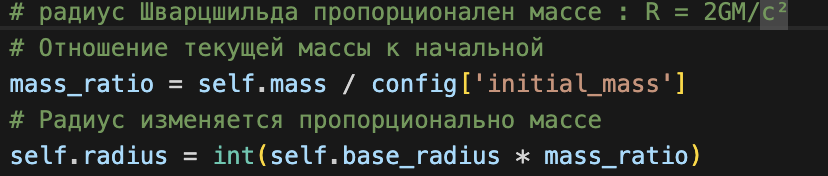 # радиус Шварцшильда пропорционален массе : R = 2GM/c²
# Отношение текущей массы к начальной
mass_ratio = self.mass / config['initial_mass']
# Радиус изменяется пропорционально массе
self.radius = int(self.base_radius * mass_ratio)